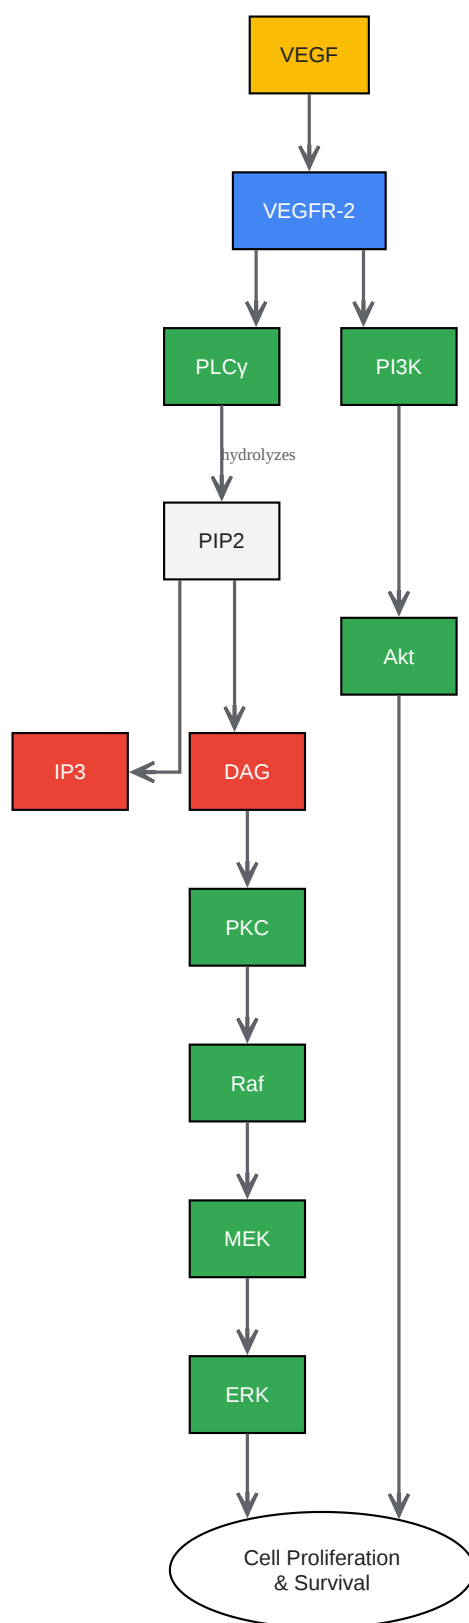 VEGF
VEGFR-2
PLCγ
PI3K
hydrolyzes
PIP2
Akt
IP3
DAG
PKC
Raf
MEK
ERK
Cell Proliferation
& Survival